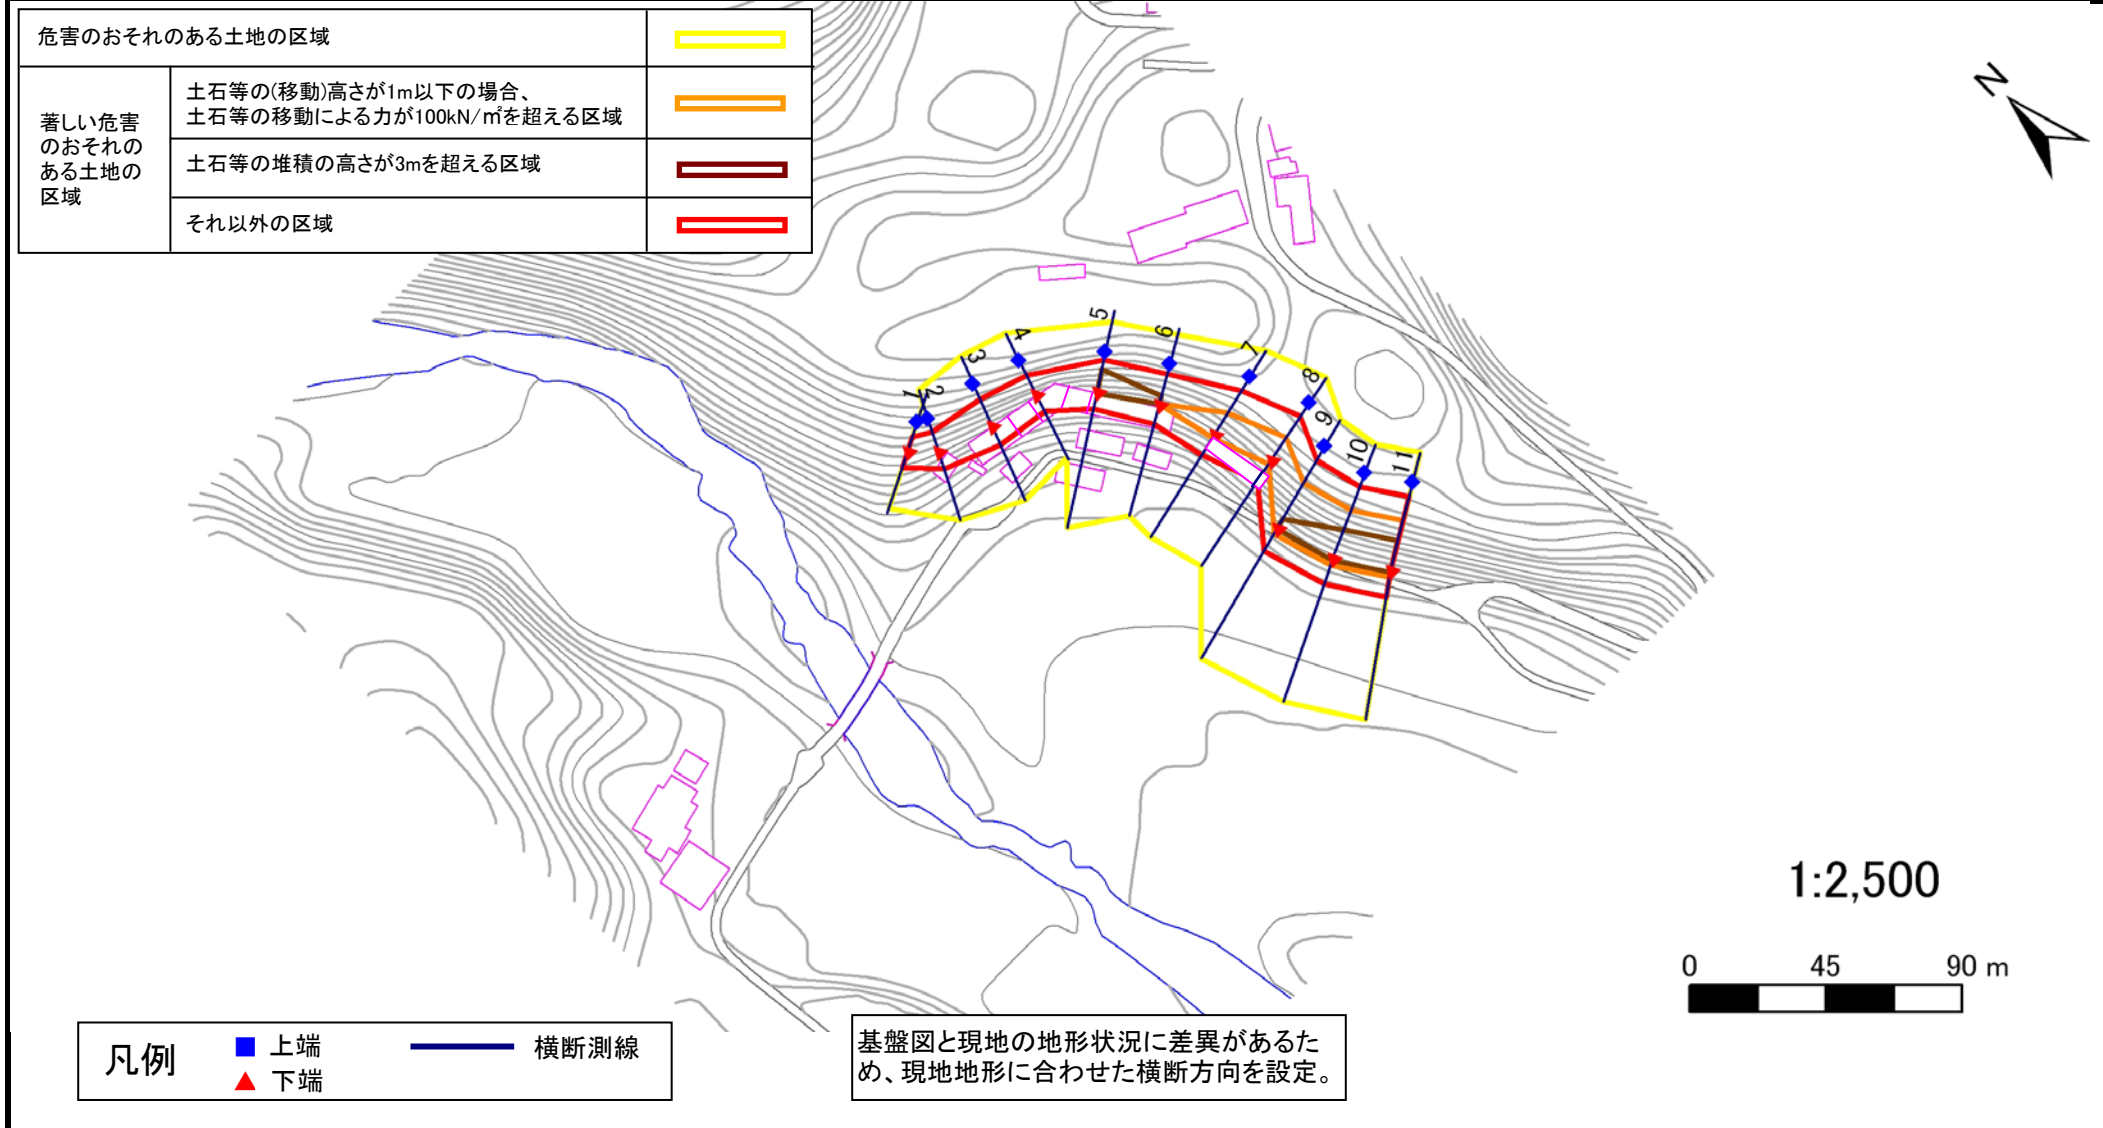 危害のおそれのある土地の区域
著しい危害
のおそれの
ある土地の
区域
土石等の(移動)高さが1m以下の場合、
土石等の移動による力が100kN/㎡を超える区域
土石等の堆積の高さが3mを超える区域
それ以外の区域
N
1
2
3
4
5
6
7
8
9
10
11
1:2,500
0 45 90 m
凡例
上端
横断測線
下端
基盤図と現地の地形状況に差異があるた
め、現地地形に合わせた横断方向を設定。